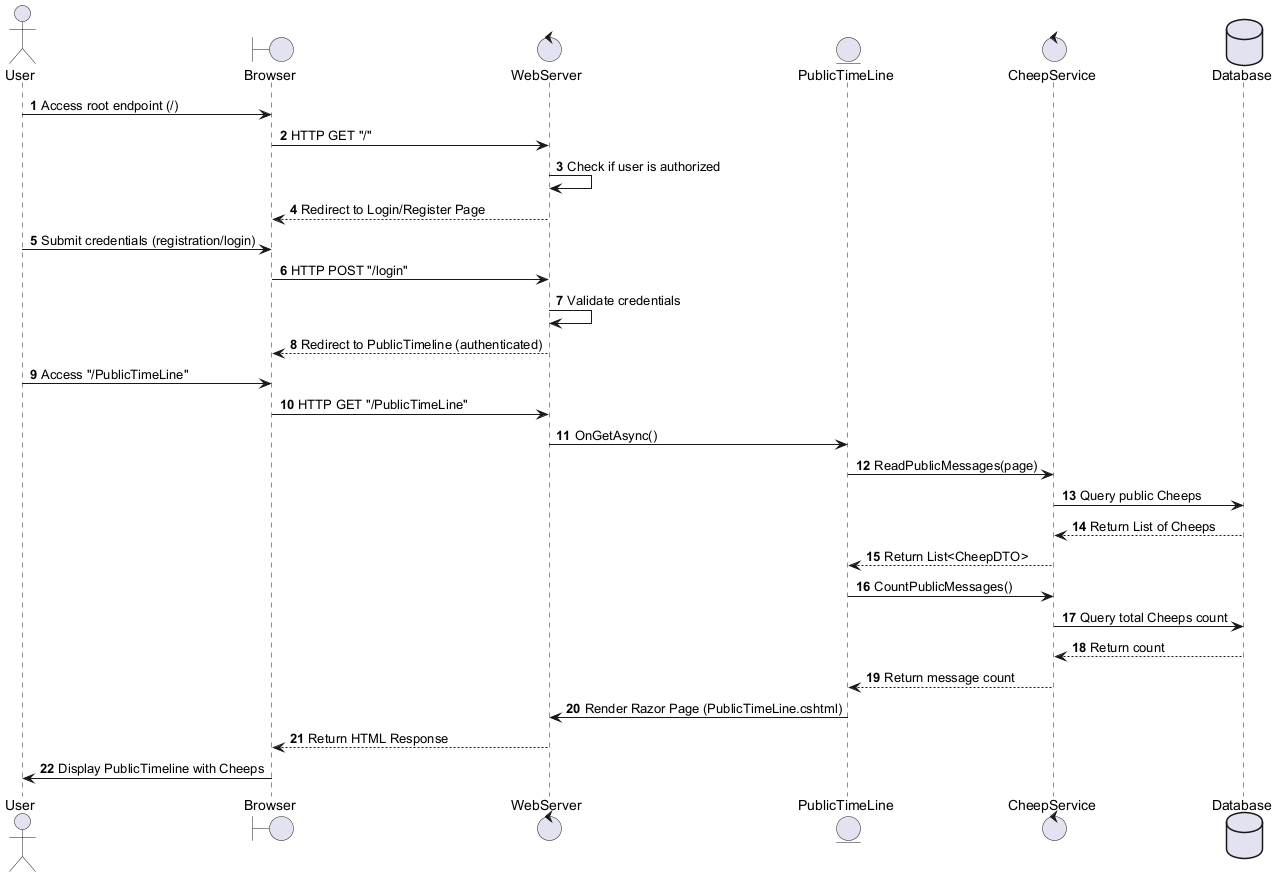 User
Browser
WebServer
PublicTimeLine
CheepService
Database
1 Access root endpoint (/)
2 HTTP GET "/"
3 Check if user is authorized
4 Redirect to Login/Register Page
5 Submit credentials (registration/login)
6 HTTP POST "/login"
7 Validate credentials
8 Redirect to PublicTimeline (authenticated)
9 Access "/PublicTimeLine"
10 HTTP GET "/PublicTimeLine"
11 OnGetAsync()
12 ReadPublicMessages(page)
13 Query public Cheeps
14 Return List of Cheeps
15 Return List<CheepDTO>
16 CountPublicMessages()
17 Query total Cheeps count
18 Return count
19 Return message count
20 Render Razor Page (PublicTimeLine.cshtml)
21 Return HTML Response
22 Display PublicTimeline with Cheeps
User
Browser
WebServer
PublicTimeLine
CheepService
Database